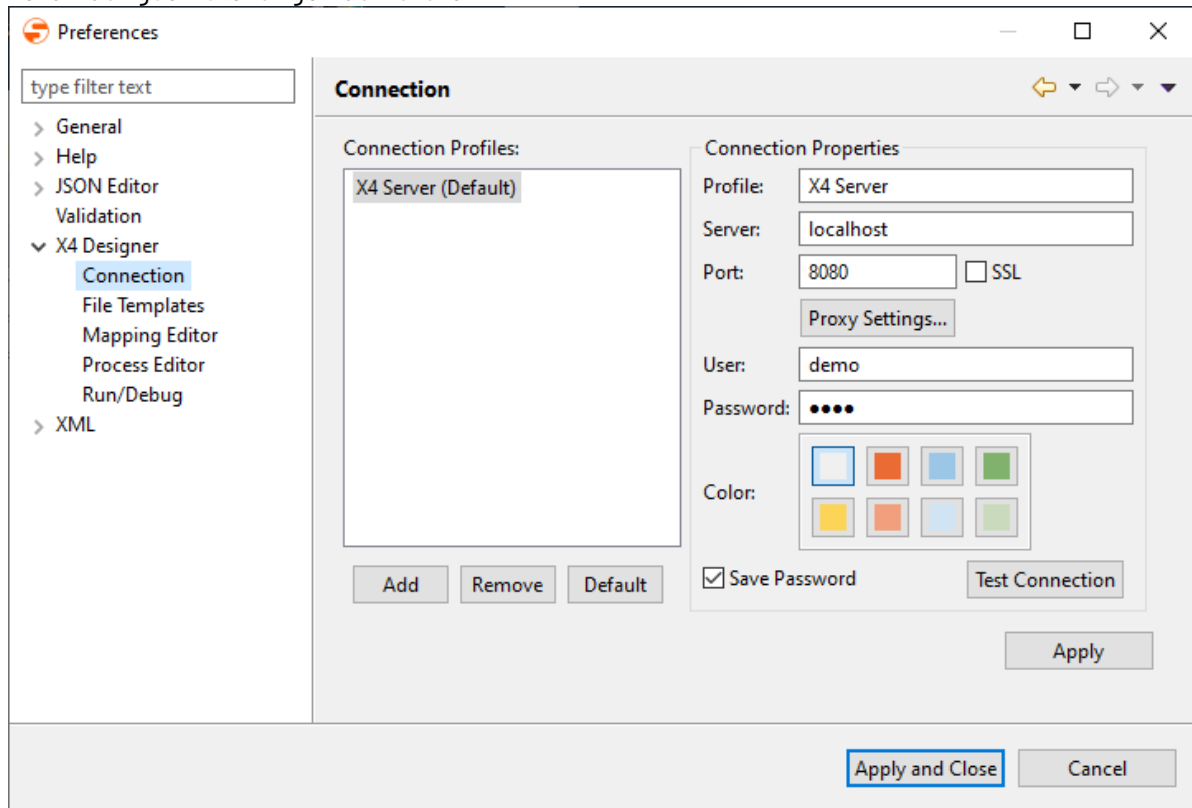 Preferences
type filter text
General
Help
JSON Editor
Validation
X4 Designer
Connection
File Templates
Mapping Editor
Process Editor
Run/Debug
XML
Connection
Connection Profiles:
X4 Server (Default)
Add Remove Default
Connection Properties
Profile: X4 Server
Server: localhost
Port: 8080 SSL
Proxy Settings...
User: demo
Password: ••••
Color:
Save Password Test Connection
Apply
Apply and Close Cancel